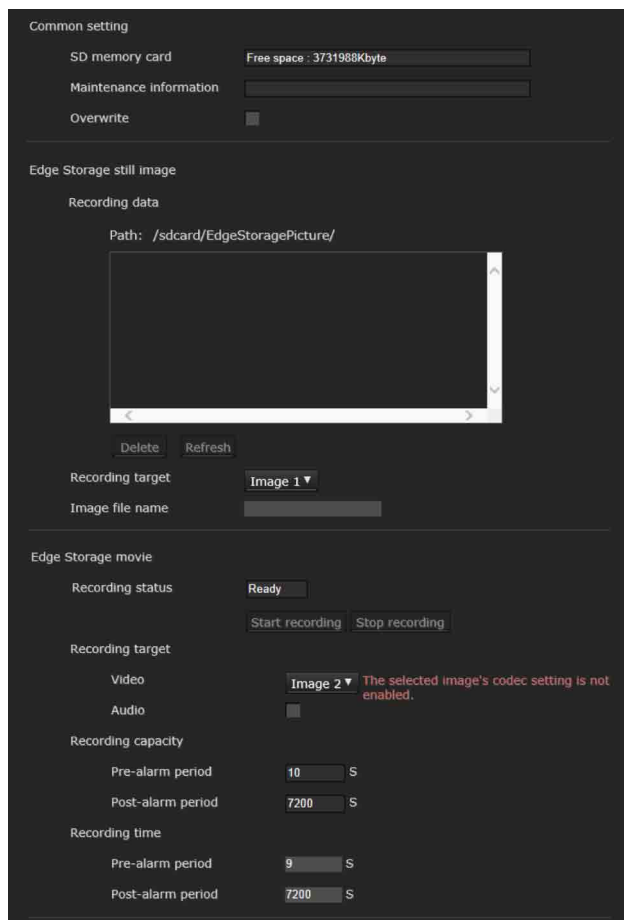 Common setting
SD memory card Free space : 3731988Kbyte
Maintenance information
Overwrite
Edge Storage still image
Recording data
Path: /sdcard/EdgeStoragePicture/
Delete Refresh
Recording target Image 1
Image file name
Edge Storage movie
Recording status Ready
Start recording Stop recording
Recording target
Video Image 2 The selected image's codec setting is not
enabled.
Audio
Recording capacity
Pre-alarm period 10 S
Post-alarm period 7200 S
Recording time
Pre-alarm period 9 S
Post-alarm period 7200 S